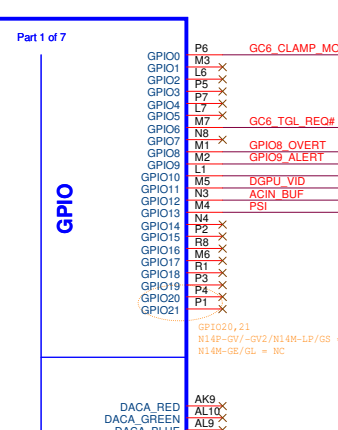 Part 1 of 7
GPIO
GPIO0 P6 GC6_CLAMP_MO
GPIO1 M3
GPIO2 L6
GPIO3 P5
GPIO4 P7
GPIO5 L7
GPIO6 M7 GC6_TGL_REQ#
GPIO7 N8
GPIO8 M1 GPIO8_OVERT
GPIO9 M2 GPIO9_ALERT
GPIO10 L1
GPIO11 M5 DGPU_VID
GPIO12 N3 ACIN_BUF
GPIO13 M4 PSI
GPIO14 N4
GPIO15 P2
GPIO16 R8
GPIO17 M6
GPIO18 R1
GPIO19 P3
GPIO20 P4
GPIO21 P1
GPIO20,21
N14P-GV/-GV2/N14M-LP/GS
N14M-GE/GL = NC
DACA_RED AK9
DACA_GREEN AL10
DACA_BLUE AL9